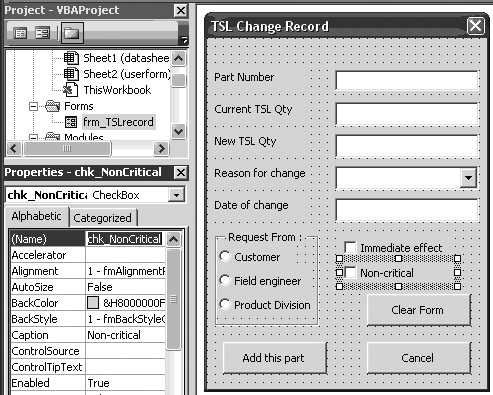 Project - VBAProject
Sheet1 (datashee
Sheet2 (userform)
ThisWorkbook
Forms
frm_TSLrecord
Modules
Properties - chk_NonCritical
chk_NonCritica CheckBox
Alphabetic Categorized
(Name) chk_NonCritical
Accelerator
Alignment 1 - fmAlignmentF
AutoSize False
BackColor &H8000000F
BackStyle 1 - fmBackStyleO
Caption Non-critical
ControlSource
ControlTipText
Enabled True
TSL Change Record
Part Number
Current TSL Qty
New TSL Qty
Reason for change
Date of change
Request From :
Customer
Field engineer
Product Division
Immediate effect
Non-critical
Clear Form
Add this part
Cancel